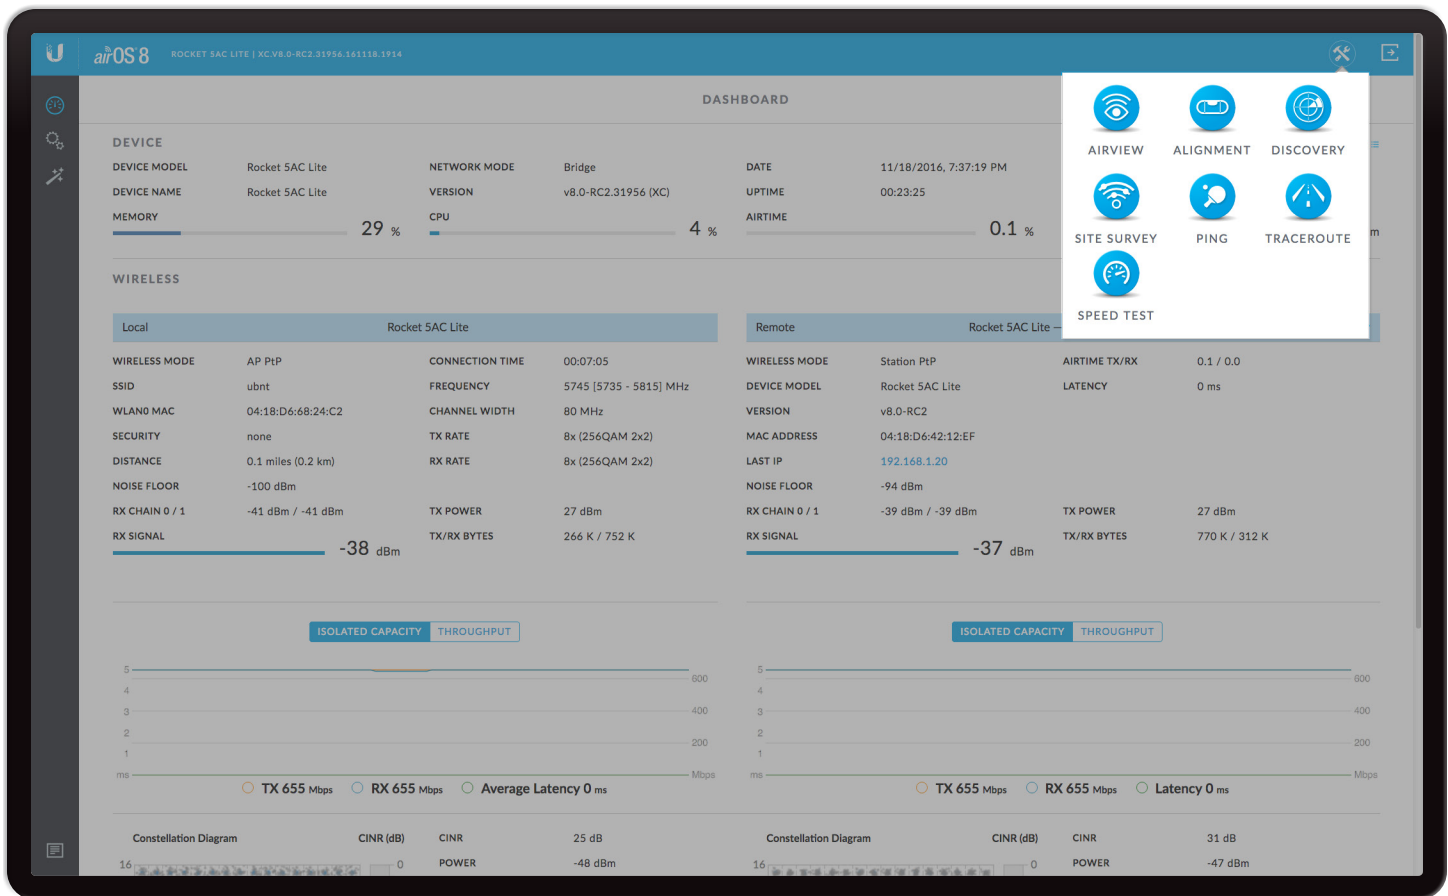 airOS 8 ROCKET 5AC LITE | XC.V8.0-RC2.31956.161118.1914
DASHBOARD
AIRVIEW ALIGNMENT DISCOVERY
SITE SURVEY PING TRACEROUTE
SPEED TEST
DEVICE
DEVICE MODEL Rocket 5AC Lite NETWORK MODE Bridge DATE 11/18/2016, 7:37:19 PM
DEVICE NAME Rocket 5AC Lite VERSION v8.0-RC2.31956 (XC) UPTIME 00:23:25
MEMORY 29 % CPU 4 % AIRTIME 0.1 % m
WIRELESS
Local Rocket 5AC Lite
WIRELESS MODE AP PtP CONNECTION TIME 00:07:05
SSID ubnt FREQUENCY 5745 [5735 - 5815] MHz
WLAN0 MAC 04:18:D6:68:24:C2 CHANNEL WIDTH 80 MHz
SECURITY none TX RATE 8x (256QAM 2x2)
DISTANCE 0.1 miles (0.2 km) RX RATE 8x (256QAM 2x2)
NOISE FLOOR -100 dBm
RX CHAIN 0 / 1 -41 dBm / -41 dBm TX POWER 27 dBm
RX SIGNAL -38 dBm TX/RX BYTES 266 K / 752 K
Remote Rocket 5AC Lite —
WIRELESS MODE Station PtP AIRTIME TX/RX 0.1 / 0.0
DEVICE MODEL Rocket 5AC Lite LATENCY 0 ms
VERSION v8.0-RC2
MAC ADDRESS 04:18:D6:42:12:EF
LAST IP 192.168.1.20
NOISE FLOOR -94 dBm
RX CHAIN 0 / 1 -39 dBm / -39 dBm TX POWER 27 dBm
RX SIGNAL -37 dBm TX/RX BYTES 770 K / 312 K
ISOLATED CAPACITY THROUGHPUT
5
4
3
2
1
ms
600
400
200
Mbps
TX 655 Mbps RX 655 Mbps Average Latency 0 ms
ISOLATED CAPACITY THROUGHPUT
5
4
3
2
1
ms
600
400
200
Mbps
TX 655 Mbps RX 655 Mbps Latency 0 ms
Constellation Diagram CINR (dB) CINR 25 dB
16 0 POWER -48 dBm
Constellation Diagram CINR (dB) CINR 31 dB
16 0 POWER -47 dBm